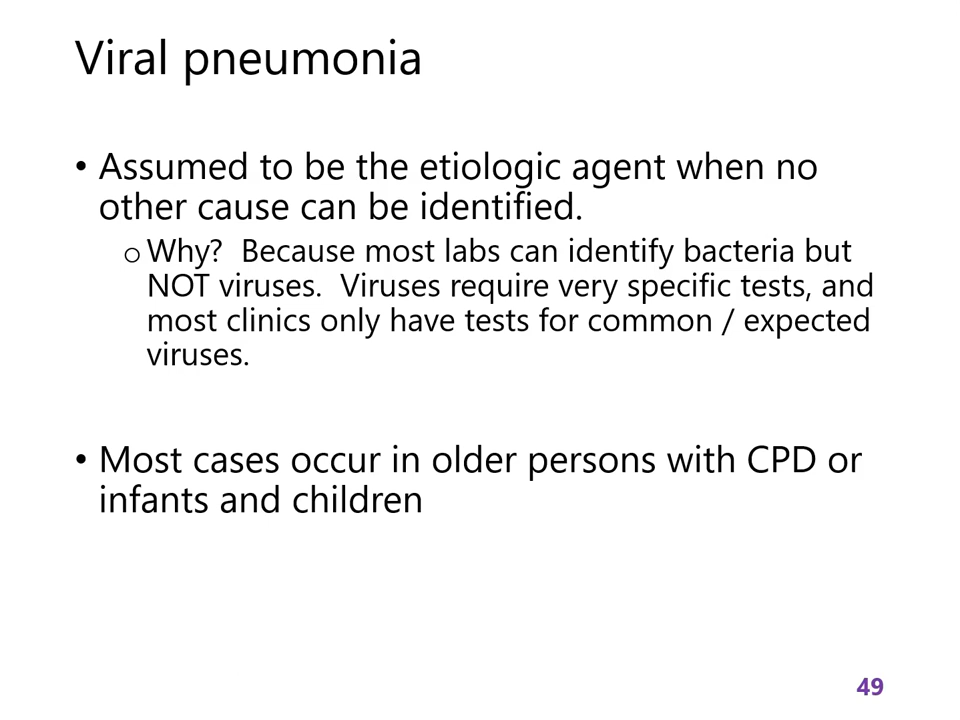 Viral pneumonia
• Assumed to be the etiologic agent when no
other cause can be identified.
o Why?  Because most labs can identify bacteria but
NOT viruses.  Viruses require very specific tests, and
most clinics only have tests for common / expected
viruses.
• Most cases occur in older persons with CPD or
infants and children
49